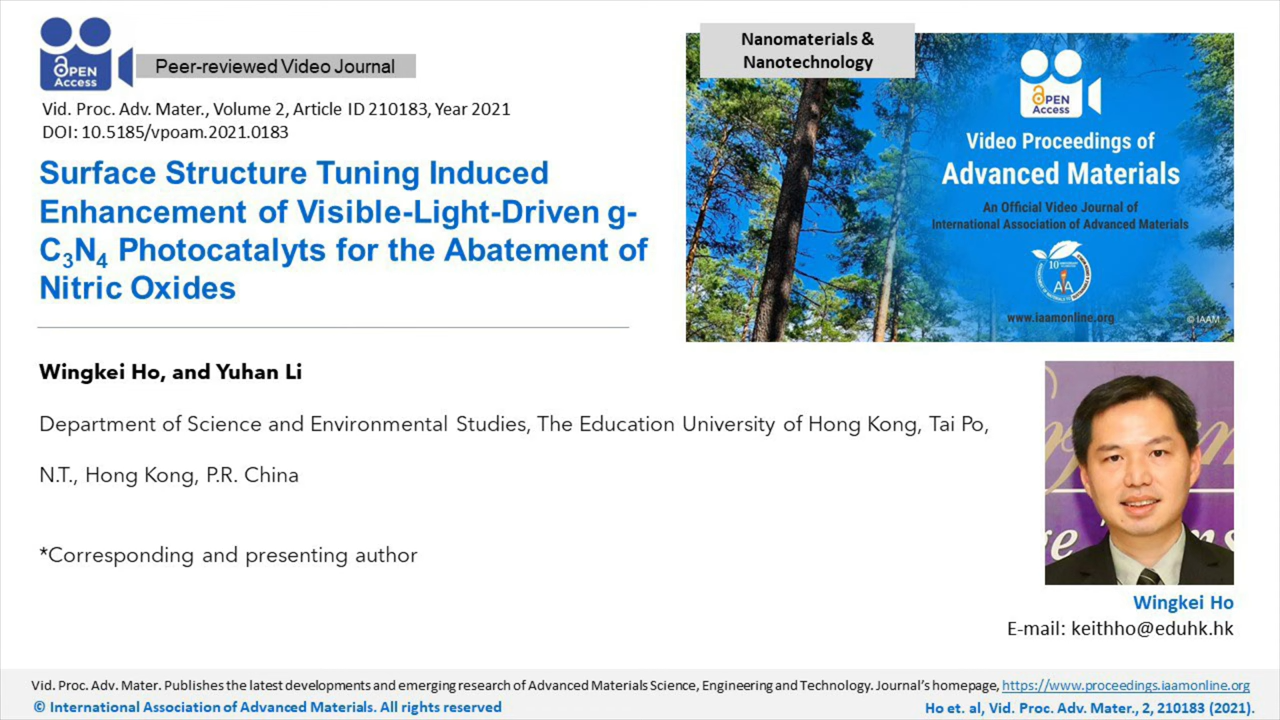 OPEN
Access
Peer-reviewed Video Journal
Vid. Proc. Adv. Mater., Volume 2, Article ID 210183, Year 2021
DOI: 10.5185/vpoam.2021.0183
Surface Structure Tuning Induced
Enhancement of Visible-Light-Driven g-
C₃N₄ Photocatalyts for the Abatement of
Nitric Oxides
Nanomaterials &
Nanotechnology
OPEN
Access
Video Proceedings of
Advanced Materials
An Official Video Journal of
International Association of Advanced Materials
10
www.iaamonline.org
© IAAM
Wingkei Ho, and Yuhan Li
Department of Science and Environmental Studies, The Education University of Hong Kong, Tai Po,
N.T., Hong Kong, P.R. China
*Corresponding and presenting author
Wingkei Ho
E-mail: keithho@eduhk.hk
Vid. Proc. Adv. Mater. Publishes the latest developments and emerging research of Advanced Materials Science, Engineering and Technology. Journal's homepage, https://www.proceedings.iaamonline.org
© International Association of Advanced Materials. All rights reserved
Ho et. al, Vid. Proc. Adv. Mater., 2, 210183 (2021).